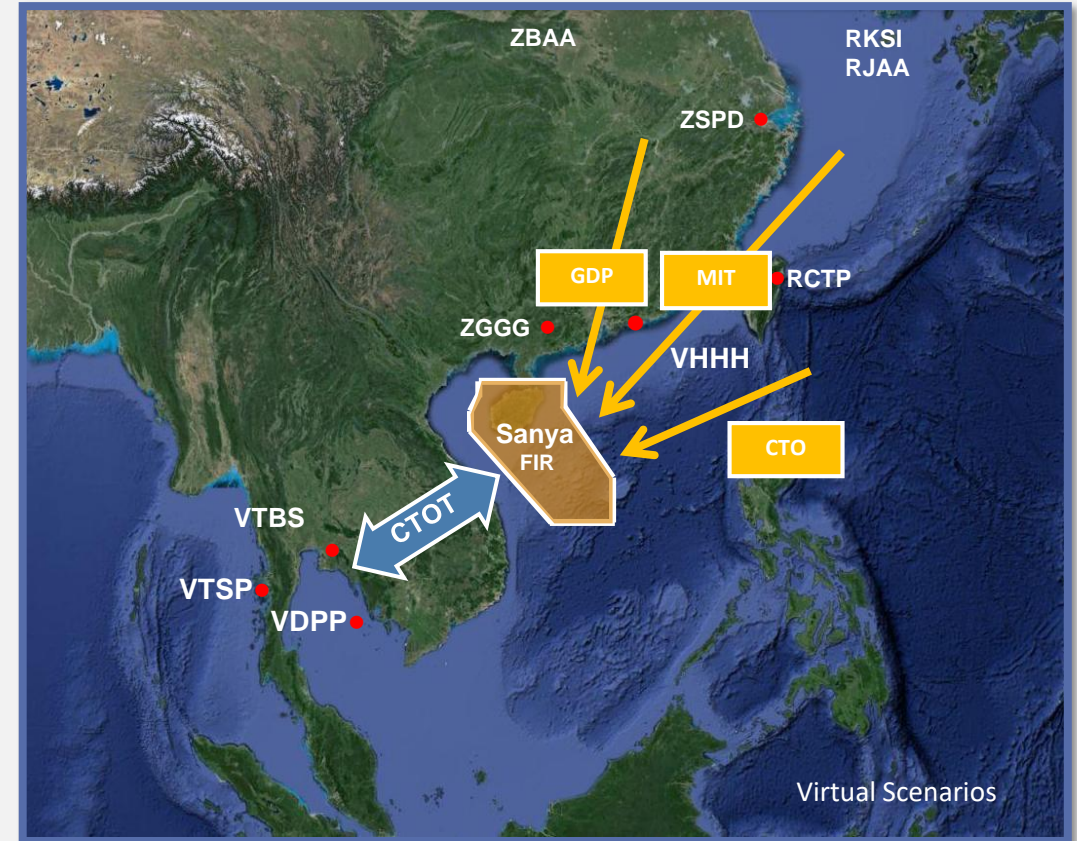 ZBAA
RKSI
RJAA
ZSPD
GDP
MIT
RCTP
ZGGG
VHHH
Sanya
FIR
CTO
CTOT
VTBS
VTSP
VDPP
Virtual Scenarios